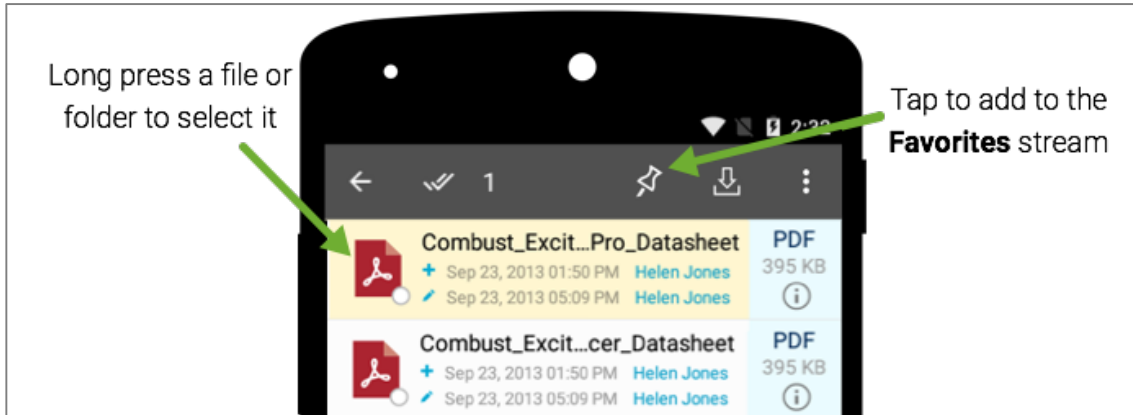 Long press a file or
folder to select it
Tap to add to the
Favorites stream
2:32
1
Combust_Excit...Pro_Datasheet
PDF
+ Sep 23, 2013 01:50 PM Helen Jones
395 KB
Sep 23, 2013 05:09 PM Helen Jones
Combust_Excit...cer_Datasheet
PDF
+ Sep 23, 2013 01:50 PM Helen Jones
395 KB
Sep 23, 2013 05:09 PM Helen Jones